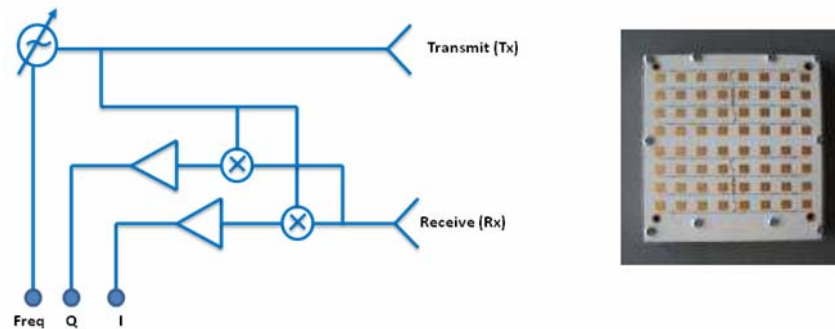 Transmit (Tx)
Receive (Rx)
Freq Q I